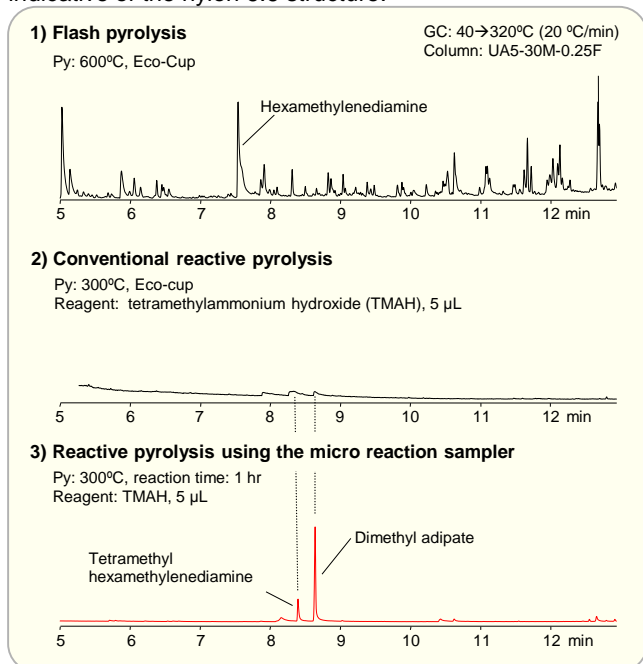 indicative of the nylon 6.6 structure.
1) Flash pyrolysis
GC: 40→320ºC (20 ºC/min)
Py: 600ºC, Eco-Cup
Column: UA5-30M-0.25F
Hexamethylenediamine
5 6 7 8 9 10 11 12 min
2) Conventional reactive pyrolysis
Py: 300ºC, Eco-cup
Reagent: tetramethylammonium hydroxide (TMAH), 5 µL
5 6 7 8 9 10 11 12 min
3) Reactive pyrolysis using the micro reaction sampler
Py: 300ºC, reaction time: 1 hr
Reagent: TMAH, 5 µL
Dimethyl adipate
Tetramethyl
hexamethylenediamine
5 6 7 8 9 10 11 12 min